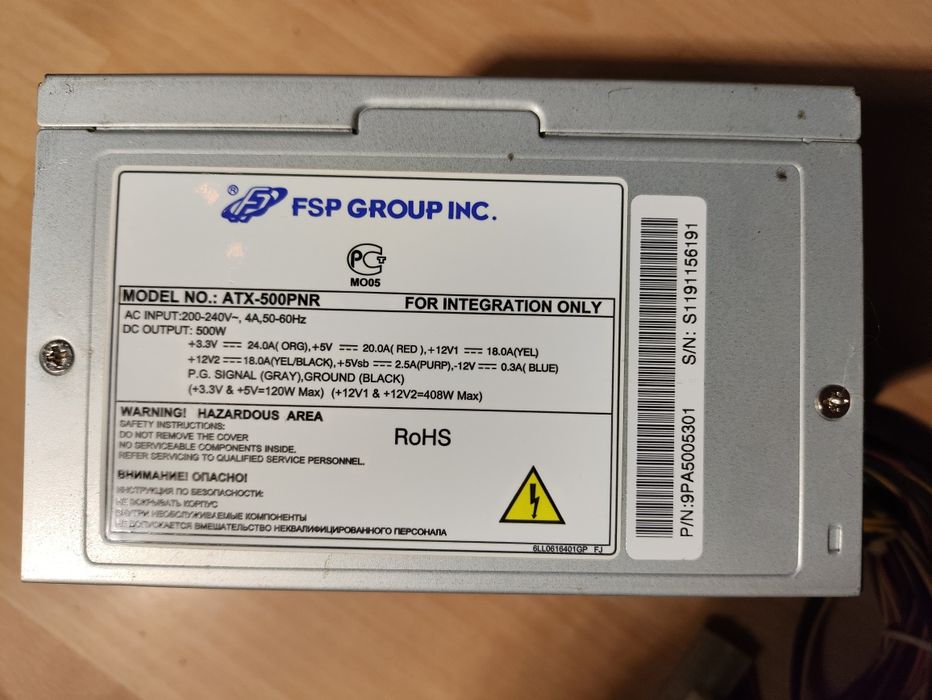 ® FSP GROUP INC.
PCT
MO05
MODEL NO.: ATX-500PNR FOR INTEGRATION ONLY
AC INPUT:200-240V~, 4A,50-60Hz
DC OUTPUT: 500W
+3.3V ⎓ 24.0A( ORG),+5V ⎓ 20.0A( RED ),+12V1 ⎓ 18.0A(YEL)
+12V2 ⎓ 18.0A(YEL/BLACK),+5Vsb ⎓ 2.5A(PURP),-12V ⎓ 0.3A( BLUE)
P.G. SIGNAL (GRAY),GROUND (BLACK)
(+3.3V & +5V=120W Max) (+12V1 & +12V2=408W Max)
WARNING! HAZARDOUS AREA
SAFETY INSTRUCTIONS:
DO NOT REMOVE THE COVER
NO SERVICEABLE COMPONENTS INSIDE.
REFER SERVICING TO QUALIFIED SERVICE PERSONNEL.
RoHS
ВНИМАНИЕ! ОПАСНО!
ИНСТРУКЦИЯ ПО БЕЗОПАСНОСТИ:
НЕ ВСКРЫВАТЬ КОРПУС
ВНУТРИ НЕОБСЛУЖИВАЕМЫЕ КОМПОНЕНТЫ
НЕ ДОПУСКАЕТСЯ ВМЕШАТЕЛЬСТВО НЕКВАЛИФИЦИРОВАННОГО ПЕРСОНАЛА
6LL0616401GP FJ
P/N:9PA5005301 S/N: S1191156191